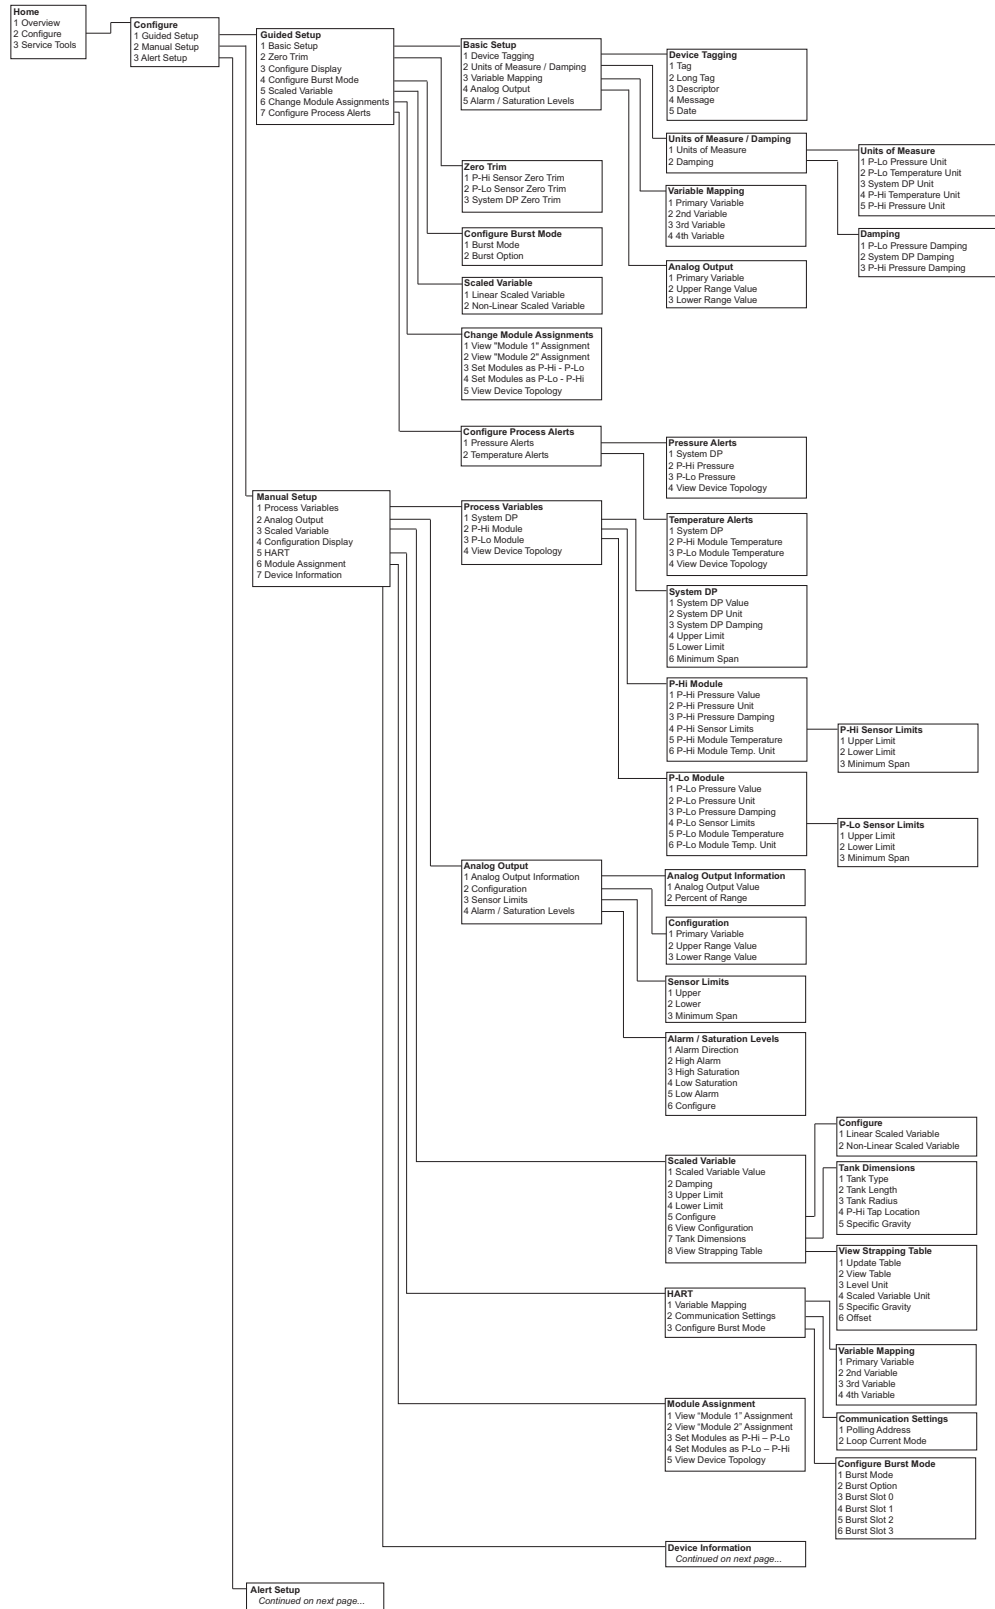 Home
1 Overview
2 Configure
3 Service Tools
Configure
1 Guided Setup
2 Manual Setup
3 Alert Setup
Guided Setup
1 Basic Setup
2 Zero Trim
3 Configure Display
4 Configure Burst Mode
5 Scaled Variable
6 Change Module Assignments
7 Configure Process Alerts
Basic Setup
1 Device Tagging
2 Units of Measure / Damping
3 Variable Mapping
4 Analog Output
5 Alarm / Saturation Levels
Device Tagging
1 Tag
2 Long Tag
3 Descriptor
4 Message
5 Date
Units of Measure / Damping
1 Units of Measure
2 Damping
Units of Measure
1 P-Lo Pressure Unit
2 P-Lo Temperature Unit
3 System DP Unit
4 P-Hi Temperature Unit
5 P-Hi Pressure Unit
Zero Trim
1 P-Hi Sensor Zero Trim
2 P-Lo Sensor Zero Trim
3 System DP Zero Trim
Variable Mapping
1 Primary Variable
2 2nd Variable
3 3rd Variable
4 4th Variable
Damping
1 P-Lo Pressure Damping
2 System DP Damping
3 P-Hi Pressure Damping
Configure Burst Mode
1 Burst Mode
2 Burst Option
Analog Output
1 Primary Variable
2 Upper Range Value
3 Lower Range Value
Scaled Variable
1 Linear Scaled Variable
2 Non-Linear Scaled Variable
Change Module Assignments
1 View "Module 1" Assignment
2 View "Module 2" Assignment
3 Set Modules as P-Hi - P-Lo
4 Set Modules as P-Lo - P-Hi
5 View Device Topology
Configure Process Alerts
1 Pressure Alerts
2 Temperature Alerts
Pressure Alerts
1 System DP
2 P-Hi Pressure
3 P-Lo Pressure
4 View Device Topology
Manual Setup
1 Process Variables
2 Analog Output
3 Scaled Variable
4 Configuration Display
5 HART
6 Module Assignment
7 Device Information
Process Variables
1 System DP
2 P-Hi Module
3 P-Lo Module
4 View Device Topology
Temperature Alerts
1 System DP
2 P-Hi Module Temperature
3 P-Lo Module Temperature
4 View Device Topology
System DP
1 System DP Value
2 System DP Unit
3 System DP Damping
4 Upper Limit
5 Lower Limit
6 Minimum Span
P-Hi Module
1 P-Hi Pressure Value
2 P-Hi Pressure Unit
3 P-Hi Pressure Damping
4 P-Hi Sensor Limits
5 P-Hi Module Temperature
6 P-Hi Module Temp. Unit
P-Hi Sensor Limits
1 Upper Limit
2 Lower Limit
3 Minimum Span
P-Lo Module
1 P-Lo Pressure Value
2 P-Lo Pressure Unit
3 P-Lo Pressure Damping
4 P-Lo Sensor Limits
5 P-Lo Module Temperature
6 P-Lo Module Temp. Unit
P-Lo Sensor Limits
1 Upper Limit
2 Lower Limit
3 Minimum Span
Analog Output
1 Analog Output Information
2 Configuration
3 Sensor Limits
4 Alarm / Saturation Levels
Analog Output Information
1 Analog Output Value
2 Percent of Range
Configuration
1 Primary Variable
2 Upper Range Value
3 Lower Range Value
Sensor Limits
1 Upper
2 Lower
3 Minimum Span
Alarm / Saturation Levels
1 Alarm Direction
2 High Alarm
3 High Saturation
4 Low Saturation
5 Low Alarm
6 Configure
Configure
1 Linear Scaled Variable
2 Non-Linear Scaled Variable
Scaled Variable
1 Scaled Variable Value
2 Damping
3 Upper Limit
4 Lower Limit
5 Configure
6 View Configuration
7 Tank Dimensions
8 View Strapping Table
Tank Dimensions
1 Tank Type
2 Tank Length
3 Tank Radius
4 P-Hi Tap Location
5 Specific Gravity
View Strapping Table
1 Update Table
2 View Table
3 Level Unit
4 Scaled Variable Unit
5 Specific Gravity
6 Offset
HART
1 Variable Mapping
2 Communication Settings
3 Configure Burst Mode
Variable Mapping
1 Primary Variable
2 2nd Variable
3 3rd Variable
4 4th Variable
Module Assignment
1 View “Module 1” Assignment
2 View “Module 2” Assignment
3 Set Modules as P-Hi – P-Lo
4 Set Modules as P-Lo – P-Hi
5 View Device Topology
Communication Settings
1 Polling Address
2 Loop Current Mode
Configure Burst Mode
1 Burst Mode
2 Burst Option
3 Burst Slot 0
4 Burst Slot 1
5 Burst Slot 2
6 Burst Slot 3
Device Information
Continued on next page...
Alert Setup
Continued on next page...